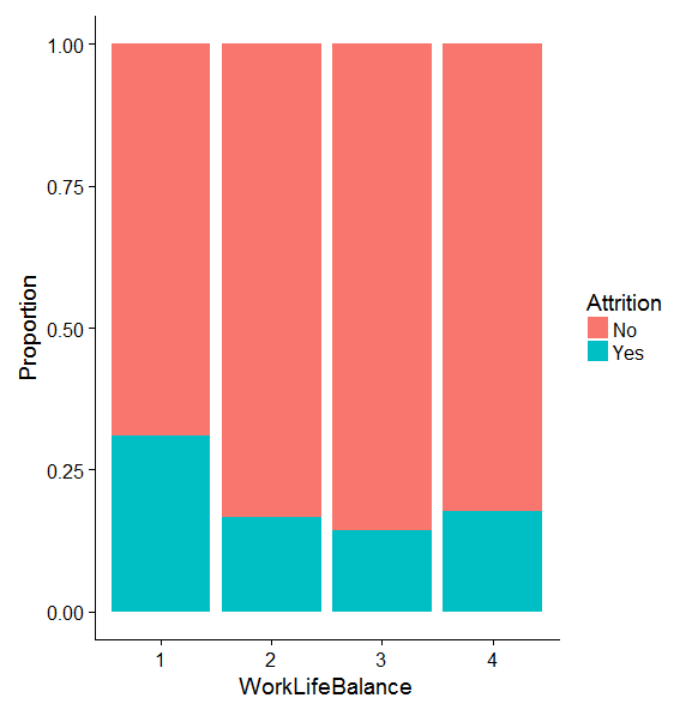 1.00
0.75
0.50
0.25
0.00
Proportion
1 2 3 4
WorkLifeBalance
Attrition
No
Yes